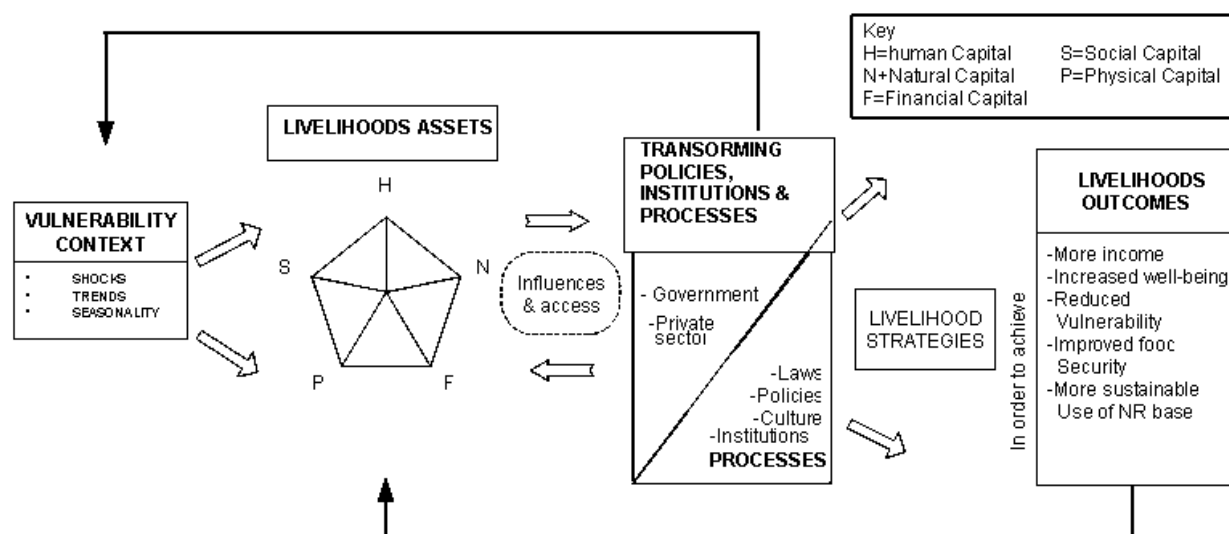 Key
H=human Capital S=Social Capital
N+Natural Capital P=Physical Capital
F=Financial Capital
LIVELIHOODS ASSETS
H
S
N
P
F
VULNERABILITY
CONTEXT
• SHOCKS
• TRENDS
• SEASONALITY
Influences
& access
TRANSORMING
POLICIES,
INSTITUTIONS &
PROCESSES
- Government
-Private
sector
-Laws
-Policies
-Culture
-Institutions
PROCESSES
LIVELIHOOD
STRATEGIES
In order to achieve
LIVELIHOODS
OUTCOMES
-More income
-Increased well-being
-Reduced
Vulnerability
-Improved fooc
Security
-More sustainable
Use of NR base